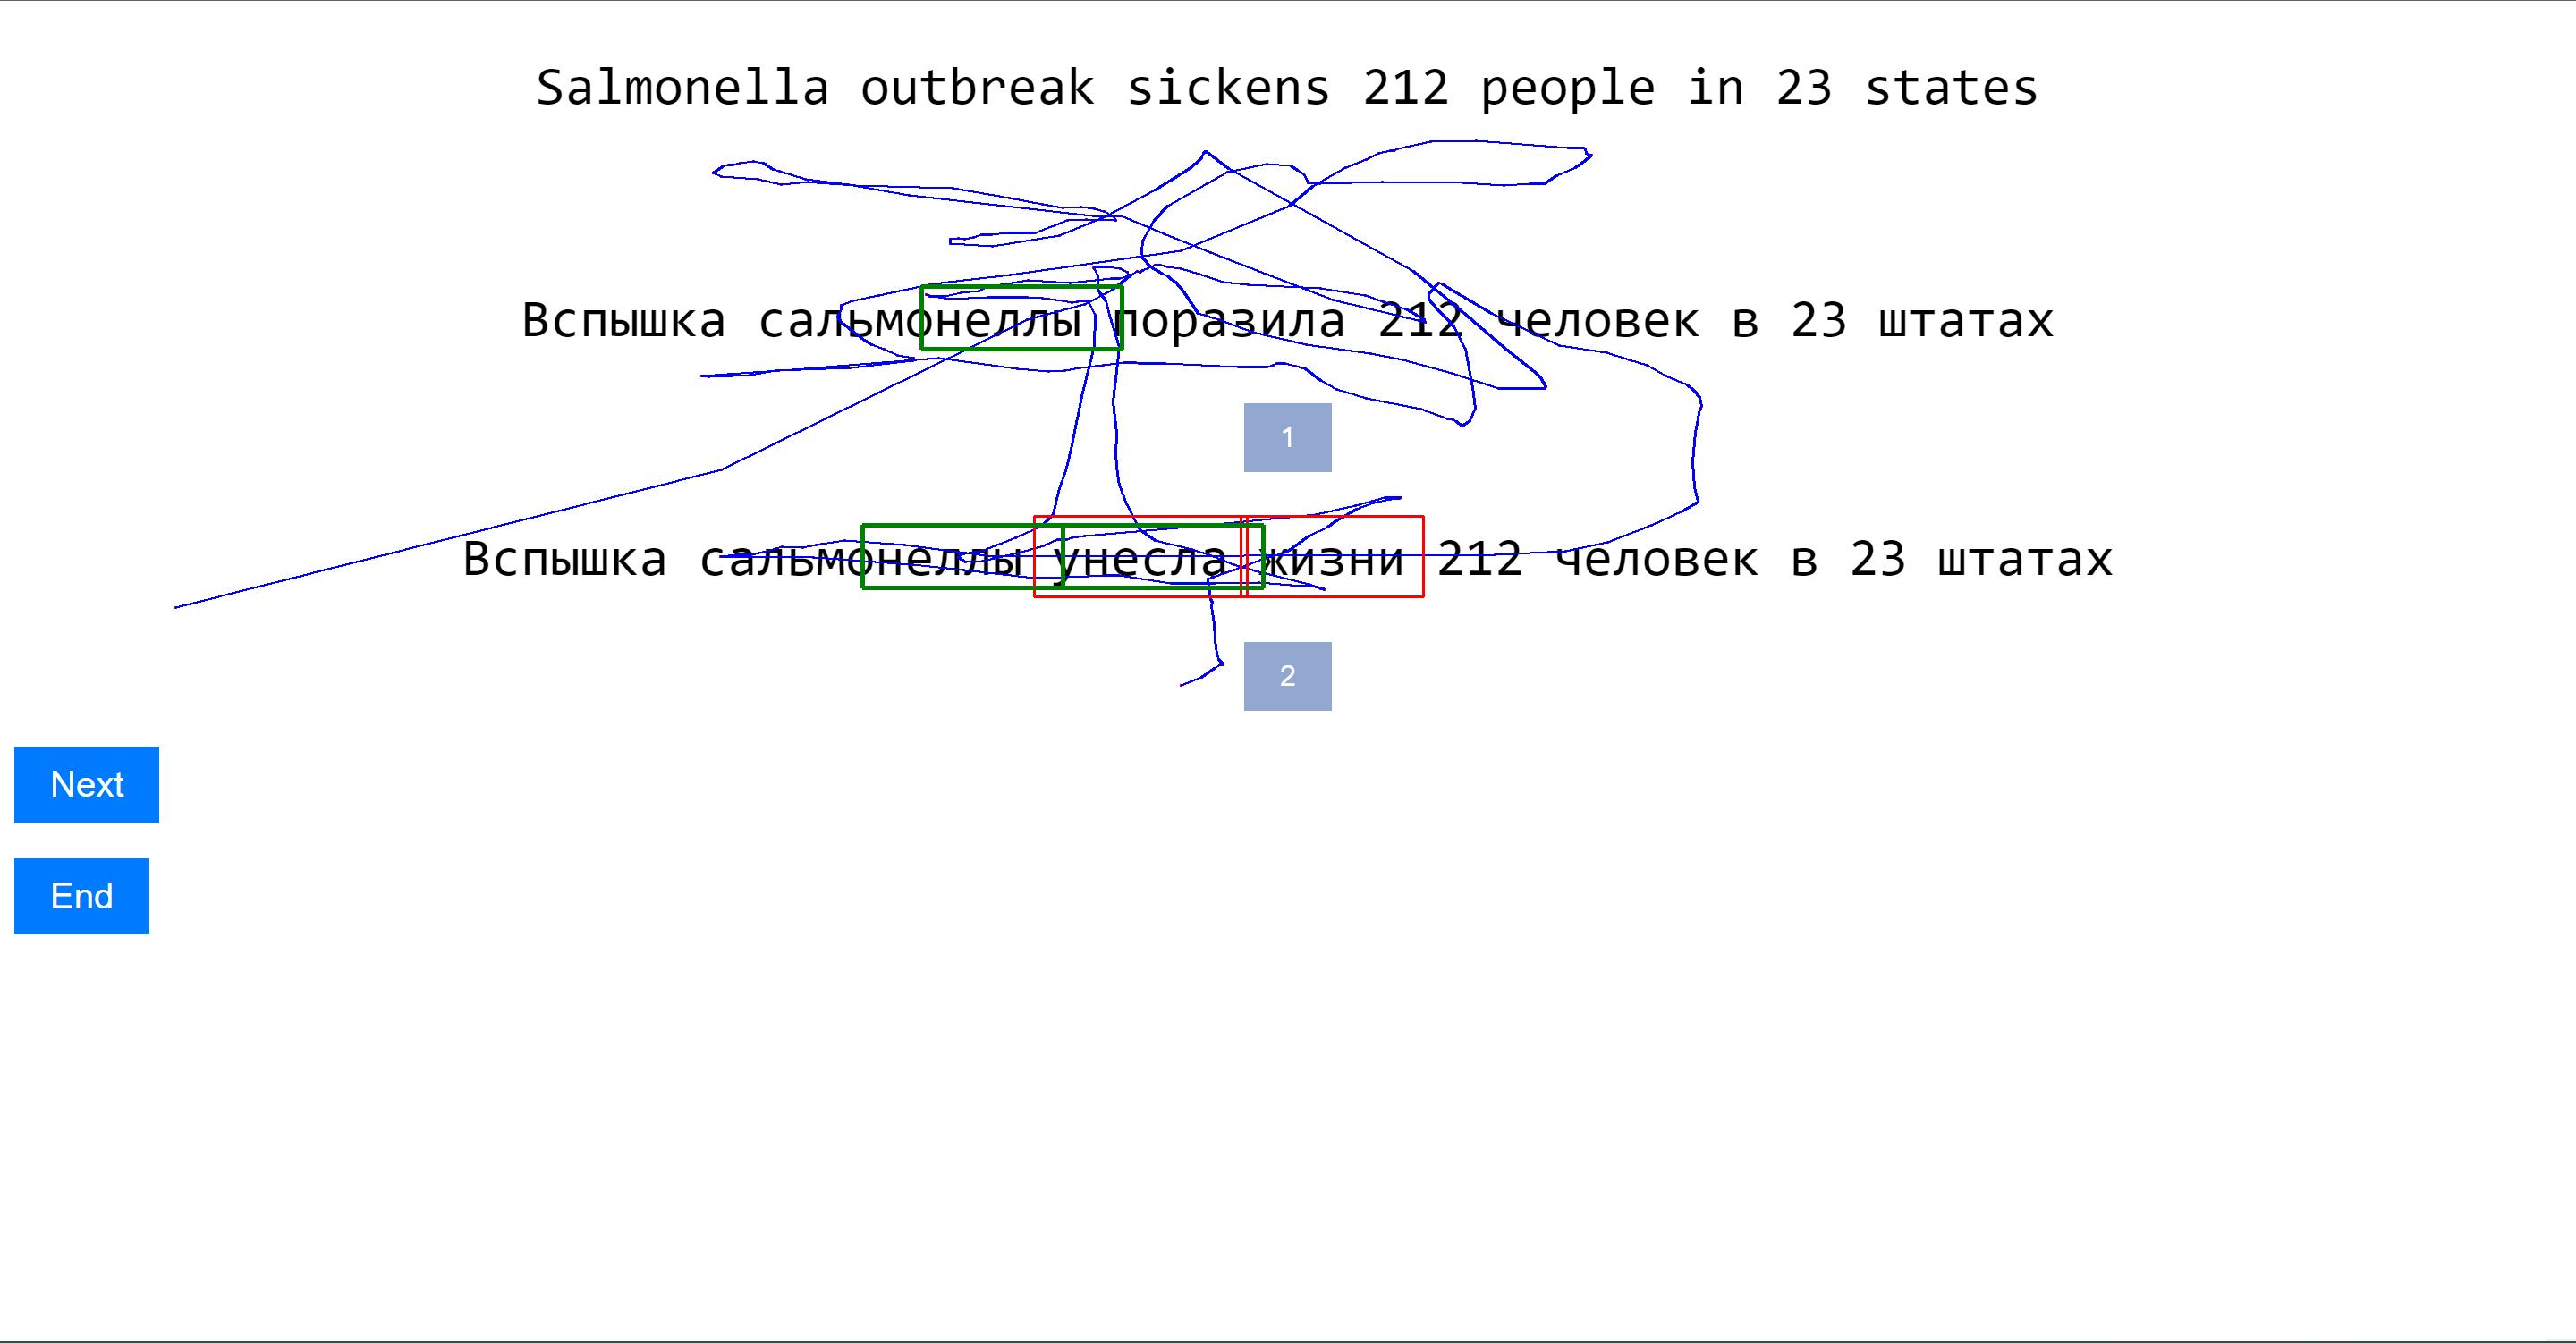 Salmonella outbreak sickens 212 people in 23 states
Вспышка сальмонеллы поразила 212 человек в 23 штатах
1
Вспышка сальмонеллы унесла жизни 212 человек в 23 штатах
2
Next
End